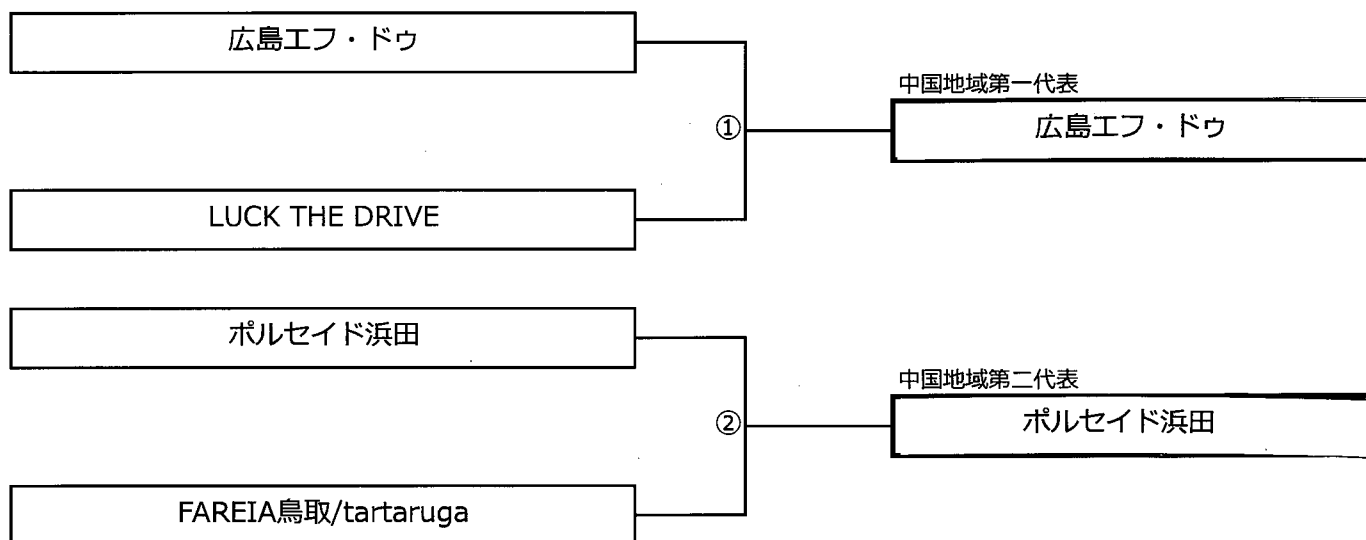 広島エフ・ドゥ
中国地域第一代表
①
広島エフ・ドゥ
LUCK THE DRIVE
ポルセイド浜田
中国地域第二代表
②
ポルセイド浜田
FAREIA鳥取/tartaruga